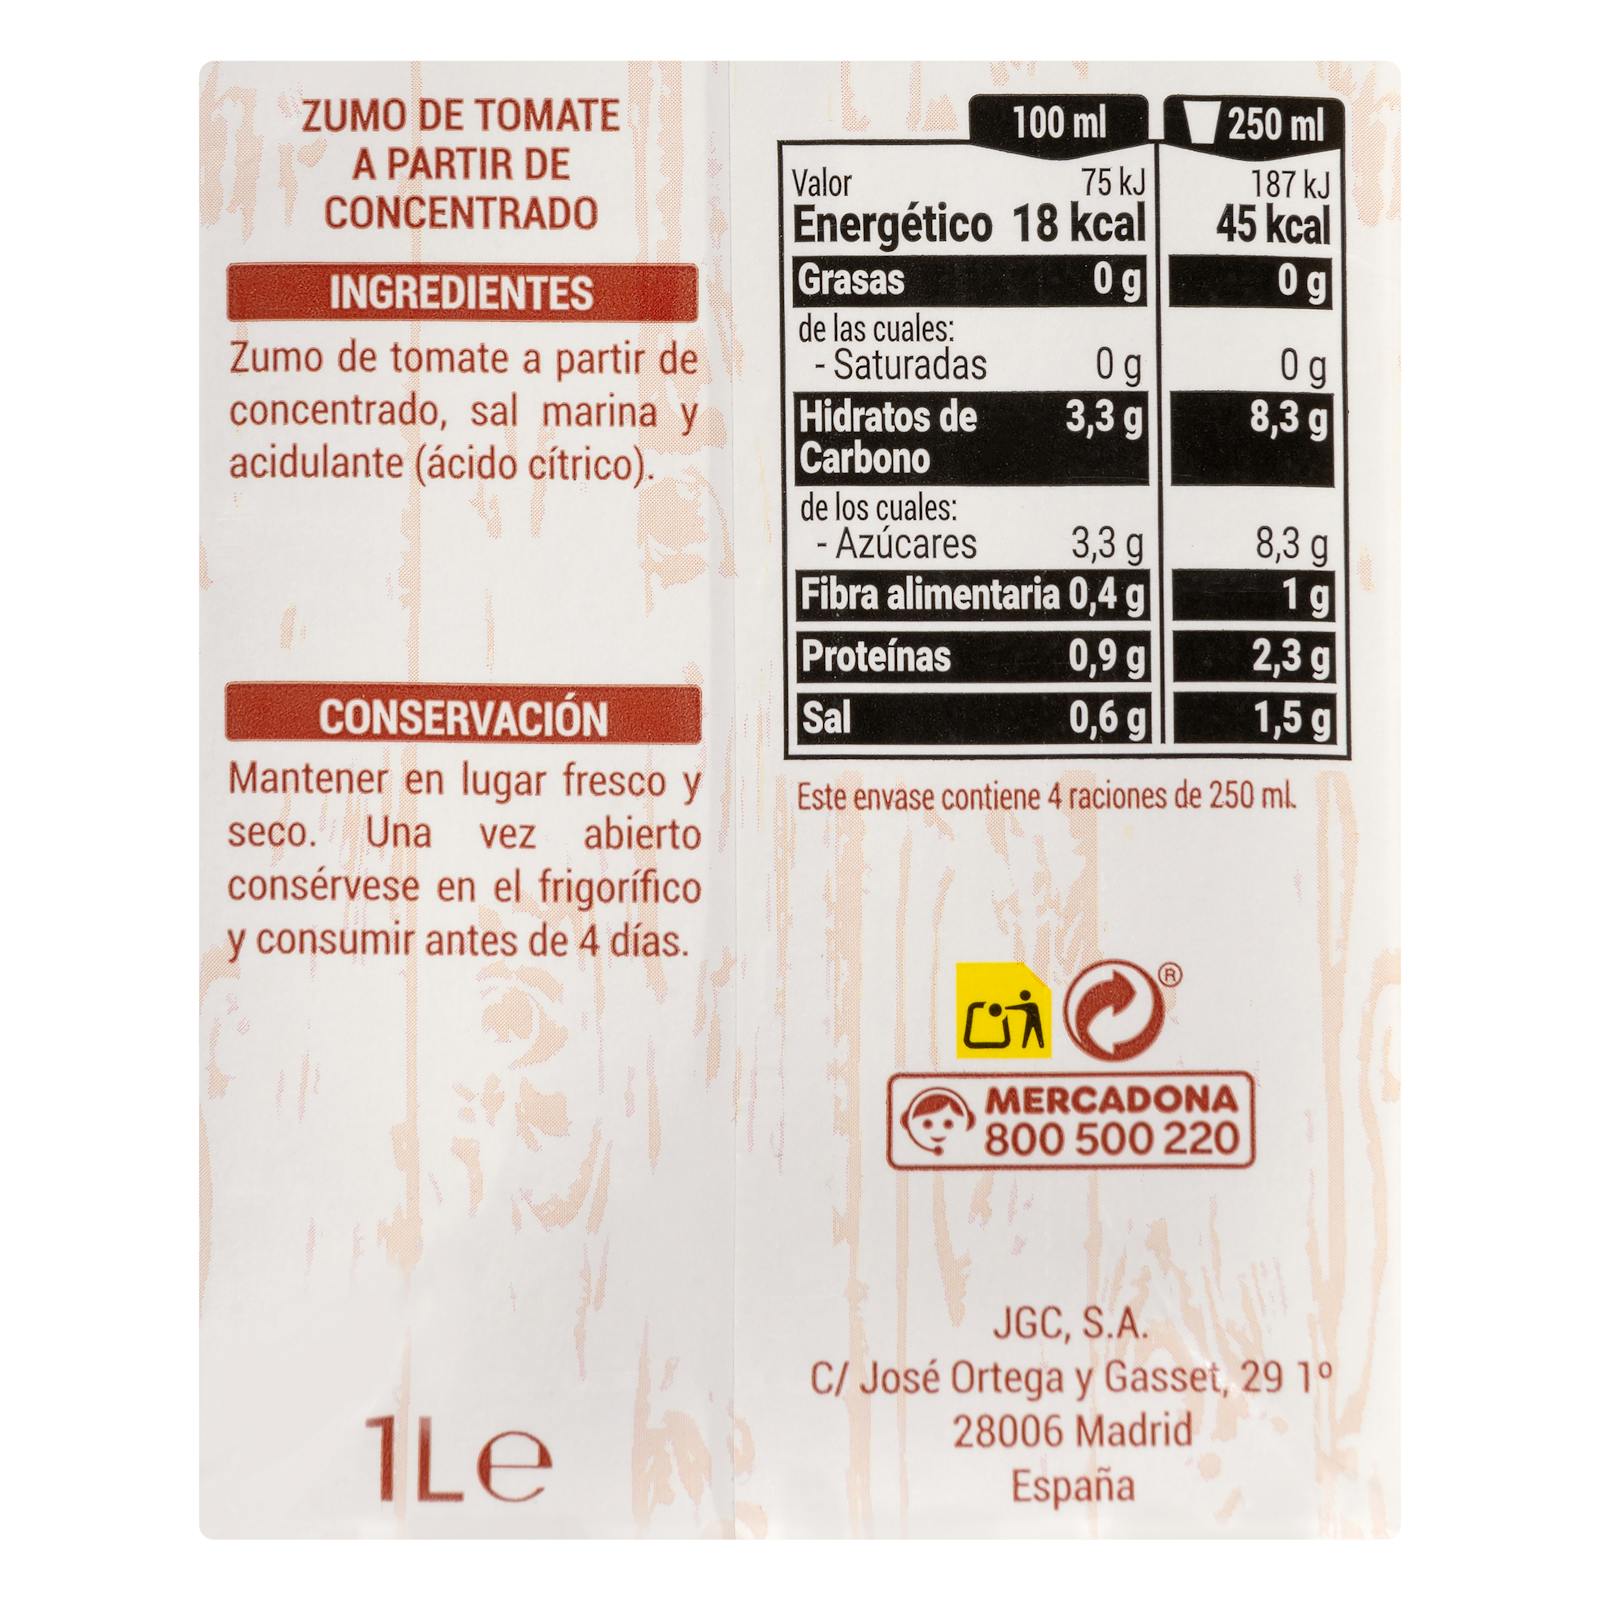 ZUMO DE TOMATE
A PARTIR DE
CONCENTRADO
INGREDIENTES
Zumo de tomate a partir de
concentrado, sal marina y
acidulante (ácido cítrico).
CONSERVACIÓN
Mantener en lugar fresco y
seco. Una vez abierto
consérvese en el frigorífico
y consumir antes de 4 días.
1L e
100 ml 250 ml
Valor 75 kJ 187 kJ
Energético 18 kcal 45 kcal
Grasas 0 g 0 g
de las cuales:
- Saturadas 0 g 0 g
Hidratos de 3,3 g 8,3 g
Carbono
de los cuales:
- Azúcares 3,3 g 8,3 g
Fibra alimentaria 0,4 g 1 g
Proteínas 0,9 g 2,3 g
Sal 0,6 g 1,5 g
Este envase contiene 4 raciones de 250 ml.
®
MERCADONA
800 500 220
JGC, S.A.
C/ José Ortega y Gasset, 29 1º
28006 Madrid
España